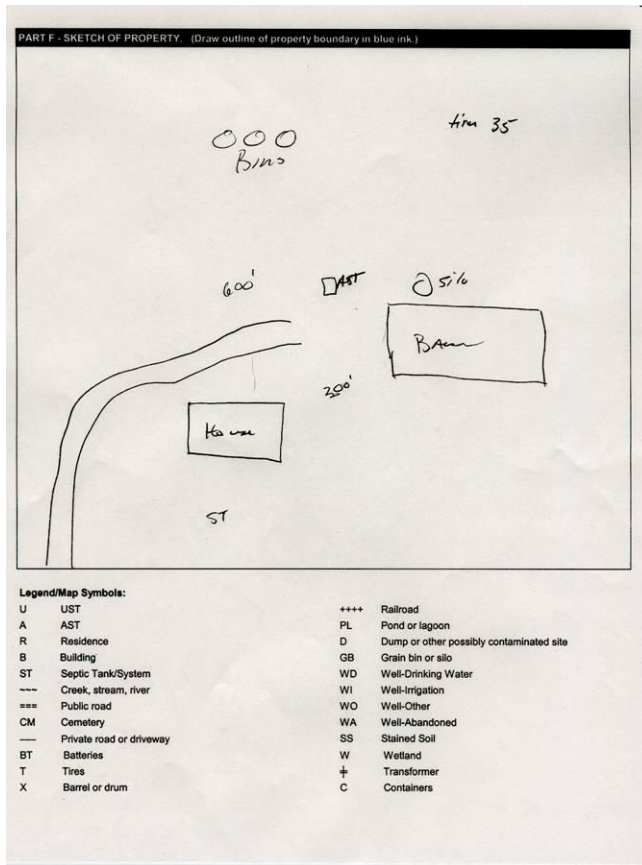 PART F - SKETCH OF PROPERTY. (Draw outline of property boundary in blue ink.)
35
Bins
600' AST Silo
Barn
300'
House
ST
Legend/Map Symbols:
U UST
A AST
R Residence
B Building
ST Septic Tank/System
~~~ Creek, stream, river
=== Public road
CM Cemetery
── Private road or driveway
BT Batteries
T Tires
X Barrel or drum
++++ Railroad
PL Pond or lagoon
D Dump or other possibly contaminated site
GB Grain bin or silo
WD Well-Drinking Water
WI Well-Irrigation
WO Well-Other
WA Well-Abandoned
SS Stained Soil
W Wetland
╪ Transformer
C Containers